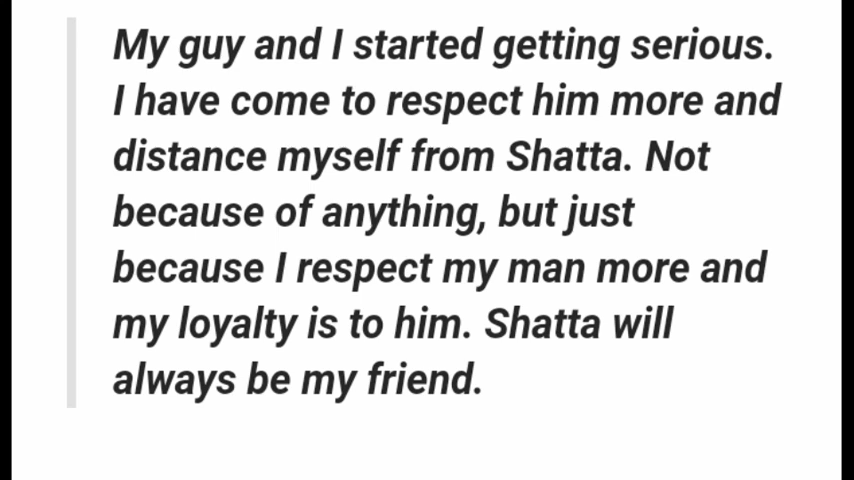 My guy and I started getting serious.
I have come to respect him more and
distance myself from Shatta. Not
because of anything, but just
because I respect my man more and
my loyalty is to him. Shatta will
always be my friend.